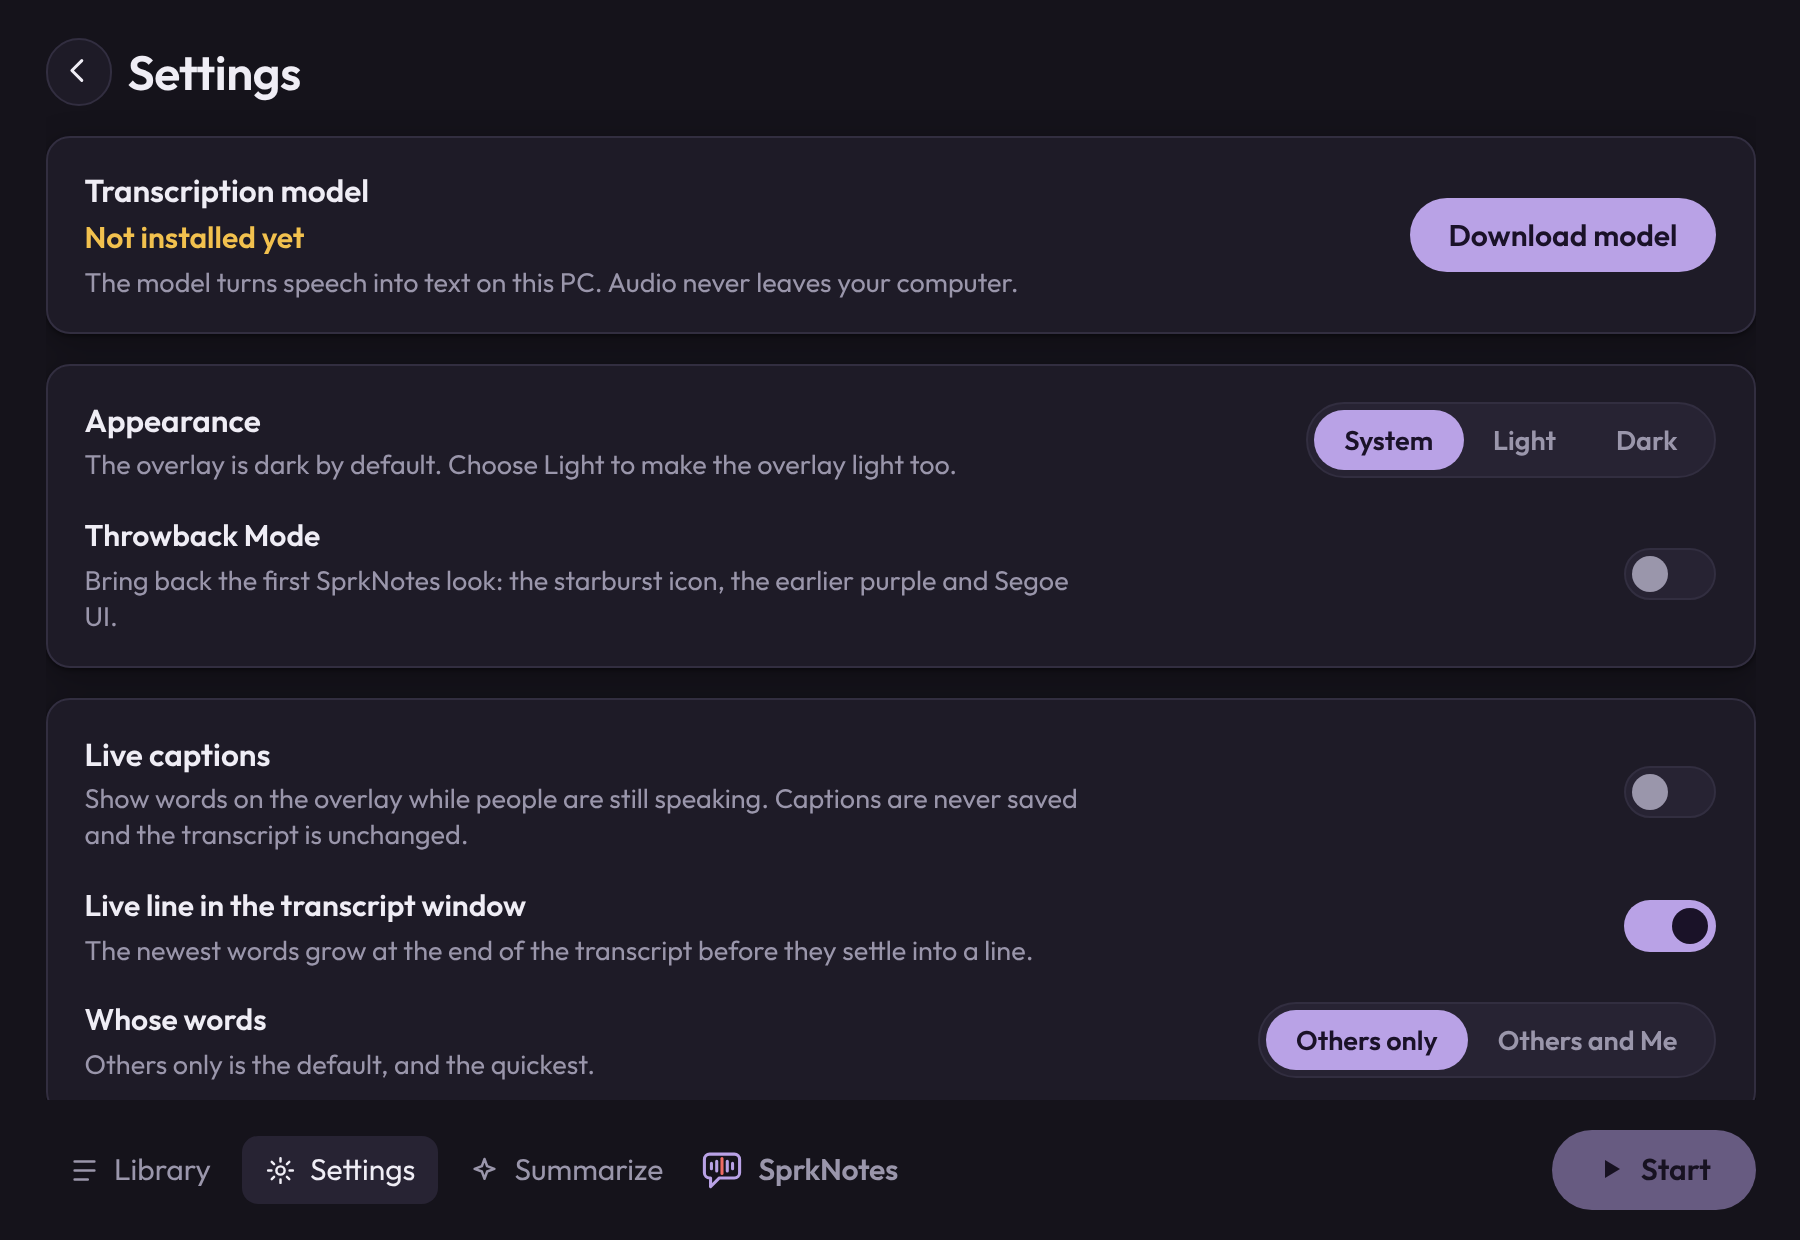 Settings
Transcription model
Not installed yet
The model turns speech into text on this PC. Audio never leaves your computer.
Download model
Appearance
The overlay is dark by default. Choose Light to make the overlay light too.
System Light Dark
Throwback Mode
Bring back the first SprkNotes look: the starburst icon, the earlier purple and Segoe
UI.
Live captions
Show words on the overlay while people are still speaking. Captions are never saved
and the transcript is unchanged.
Live line in the transcript window
The newest words grow at the end of the transcript before they settle into a line.
Whose words
Others only is the default, and the quickest.
Others only Others and Me
Library Settings Summarize SprkNotes Start